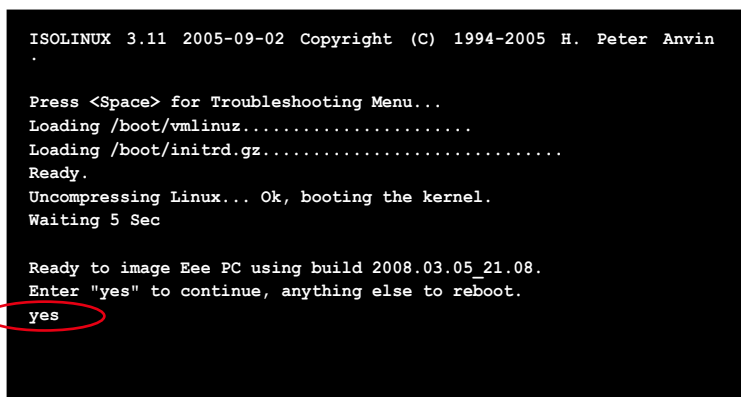 ISOLINUX 3.11 2005-09-02 Copyright (C) 1994-2005 H. Peter Anvin
.
Press <Space> for Troubleshooting Menu...
Loading /boot/vmlinuz........................
Loading /boot/initrd.gz...............................
Ready.
Uncompressing Linux... Ok, booting the kernel.
Waiting 5 Sec
Ready to image Eee PC using build 2008.03.05_21.08.
Enter "yes" to continue, anything else to reboot.
yes